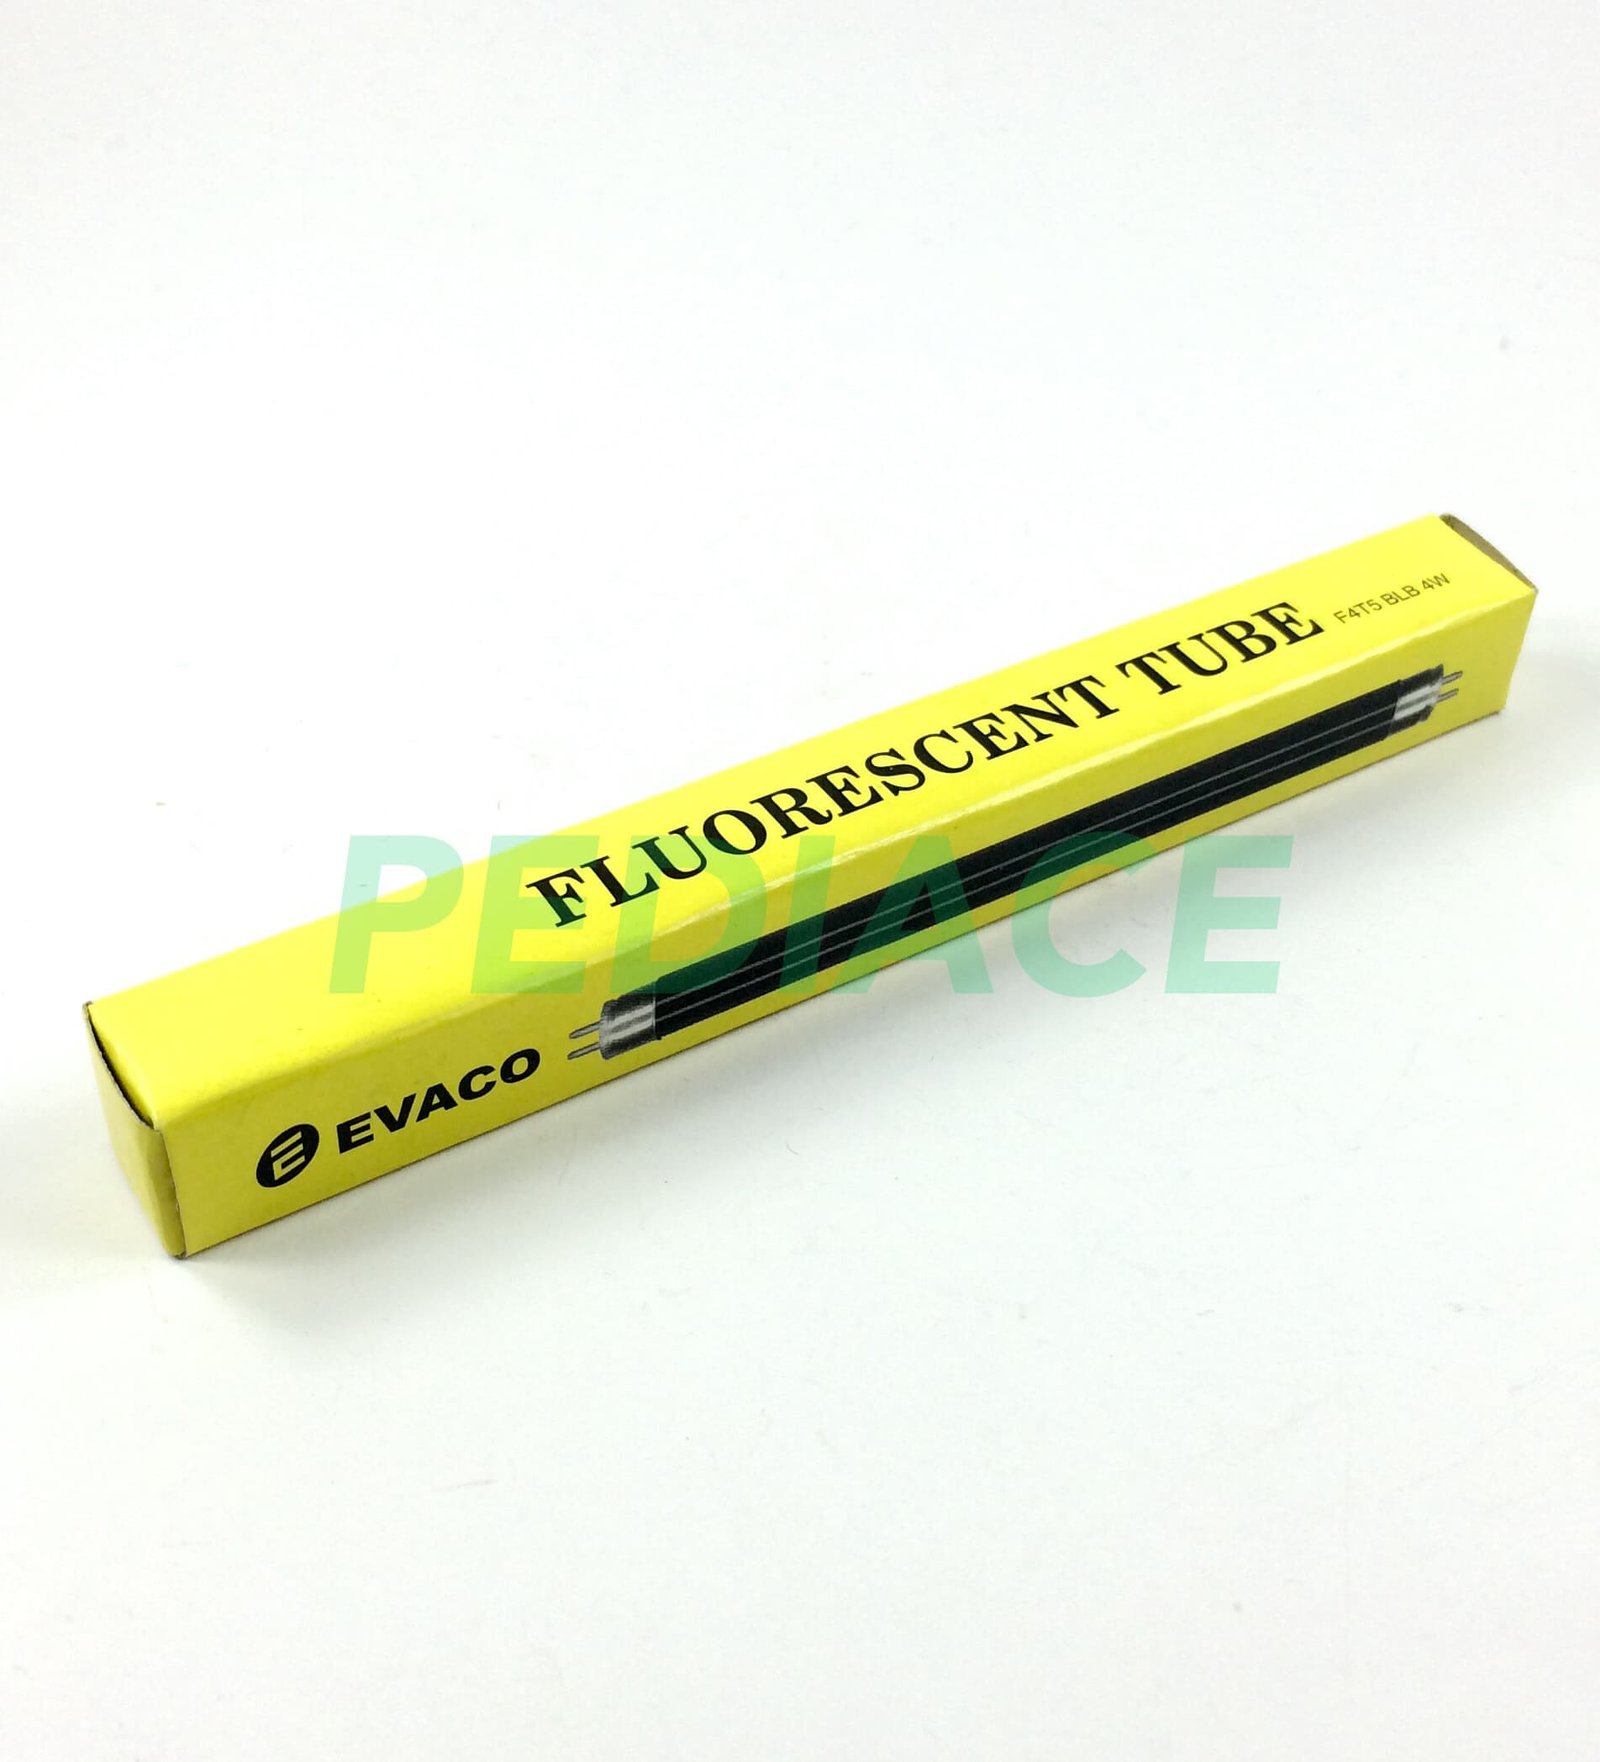 FLUORESCENT TUBE
F4T5 BLB 4W
EVACO
PEDIACE